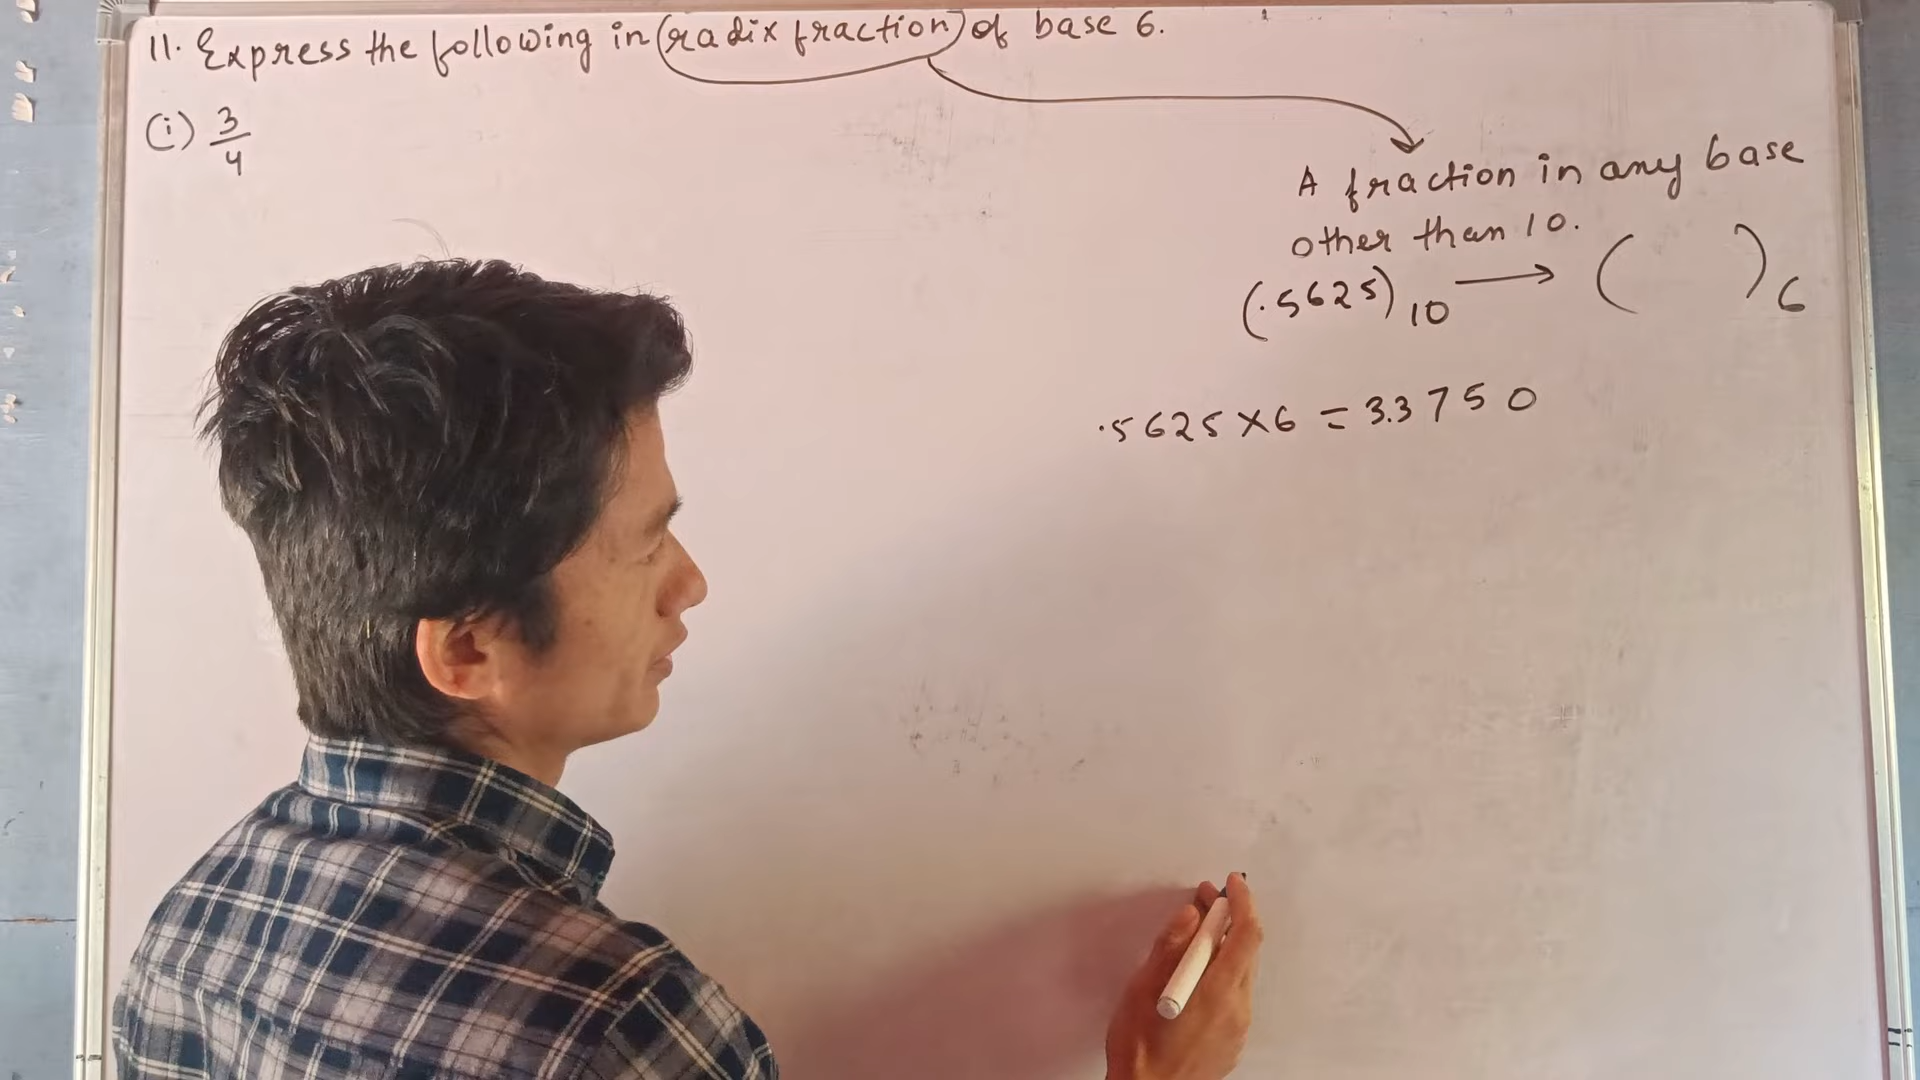 11. Express the following in (radix fraction) of base 6.
(i) 3/4
A fraction in any base
other than 10.
(.5625)10 → ( )6
.5625×6 = 3.3750